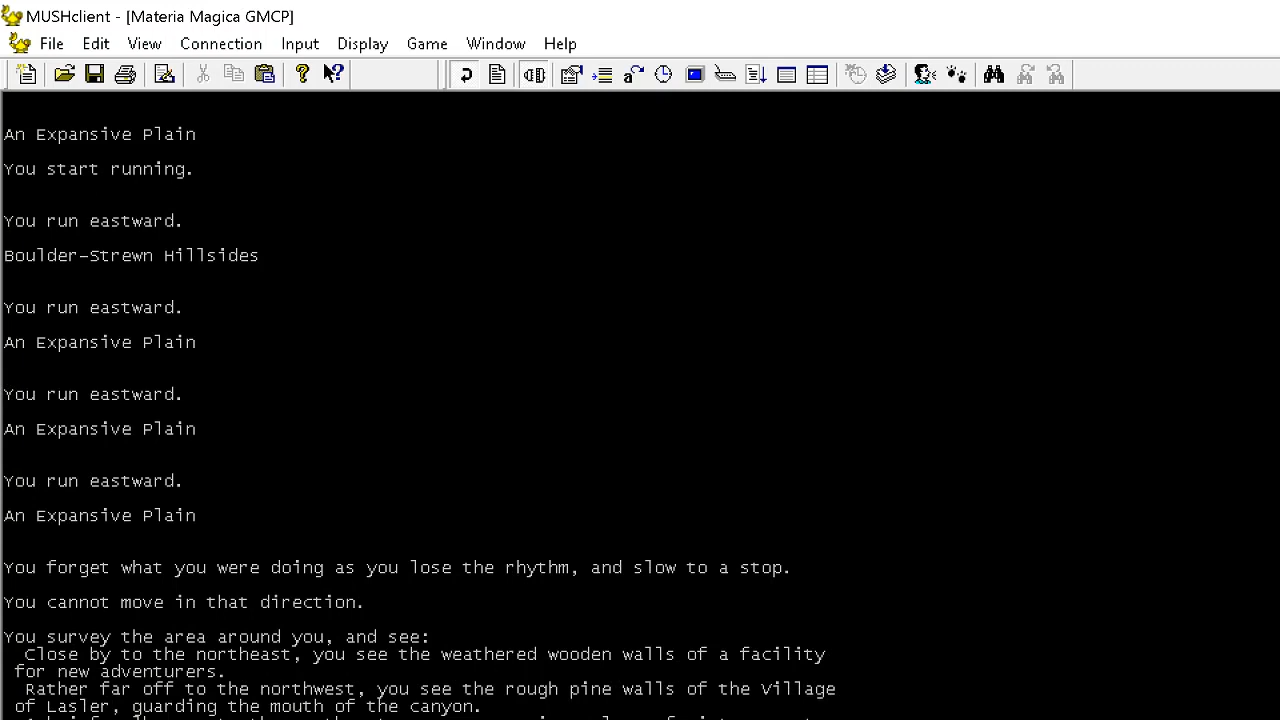 MUSHclient - [Materia Magica GMCP]
File Edit View Connection Input Display Game Window Help
An Expansive Plain
You start running.
You run eastward.
Boulder-Strewn Hillsides
You run eastward.
An Expansive Plain
You run eastward.
An Expansive Plain
You run eastward.
An Expansive Plain
You forget what you were doing as you lose the rhythm, and slow to a stop.
You cannot move in that direction.
You survey the area around you, and see:
Close by to the northeast, you see the weathered wooden walls of a facility
for new adventurers.
Rather far off to the northwest, you see the rough pine walls of the Village
of Lasler, guarding the mouth of the canyon.